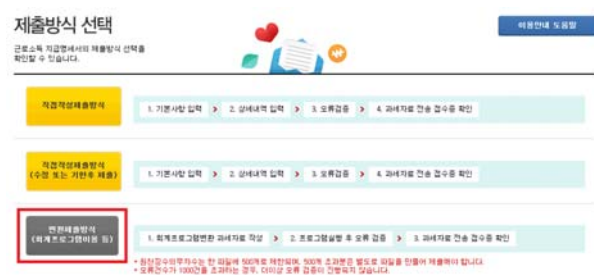 제출방식 선택
이용안내 도움말
근로소득 지급명세서의 제출방식 선택을
확인할 수 있습니다.
직접작성제출방식
1. 기본사항 입력 > 2. 상세내역 입력 > 3. 오류검증 > 4. 과세자료 전송 접수증 확인
직접작성제출방식
(수정 또는 기한후 제출)
1. 기본사항 입력 > 2. 상세내역 입력 > 3. 오류검증 > 4. 과세자료 전송 접수증 확인
변환제출방식
(회계프로그램이용 등)
1. 회계프로그램변환 과세자료 작성 > 2. 프로그램실행 후 오류 검증 > 3. 과세자료 전송 접수증 확인
* 원천징수의무자수는 한 파일에 500개로 제한되며, 500개 초과분은 별도로 파일을 만들어 제출해야 합니다.
* 오류건수가 1000건을 초과하는 경우, 더이상 오류 검증이 진행되지 않습니다.